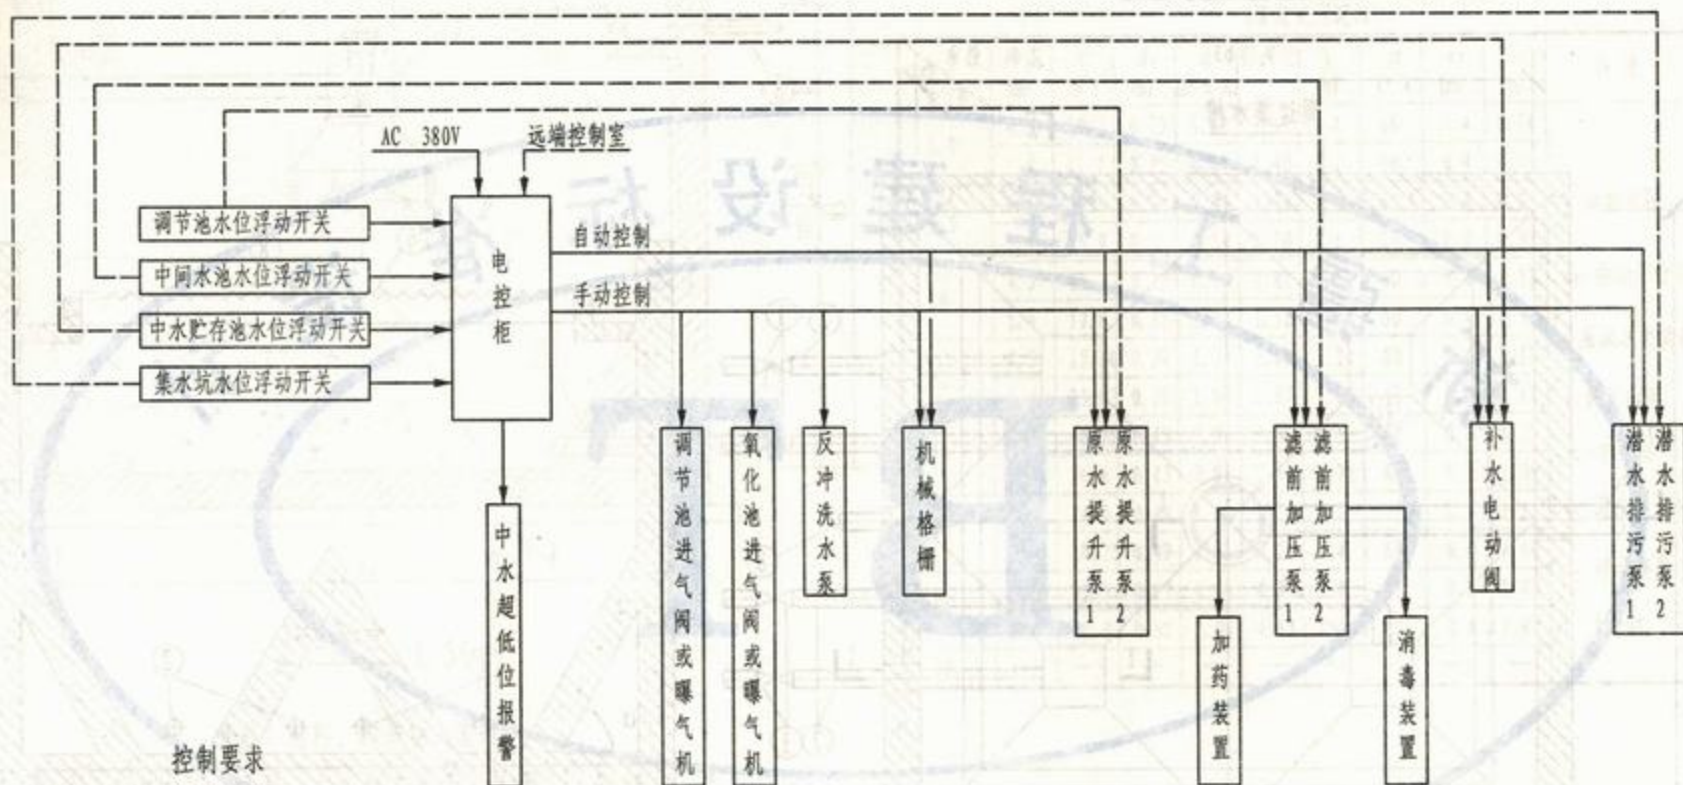 AC 380V
远端控制室
调节池水位浮动开关
中间水池水位浮动开关
中水贮存池水位浮动开关
集水坑水位浮动开关
电控柜
自动控制
手动控制
中水超低位报警
调节池进气阀或曝气机
氧化池进气阀或曝气机
反冲洗水泵
机械格栅
原水提升泵1
原水提升泵2
滤前加压泵1
滤前加压泵2
补水电动阀
潜水排污泵1
潜水排污泵2
加药装置
消毒装置
控制要求